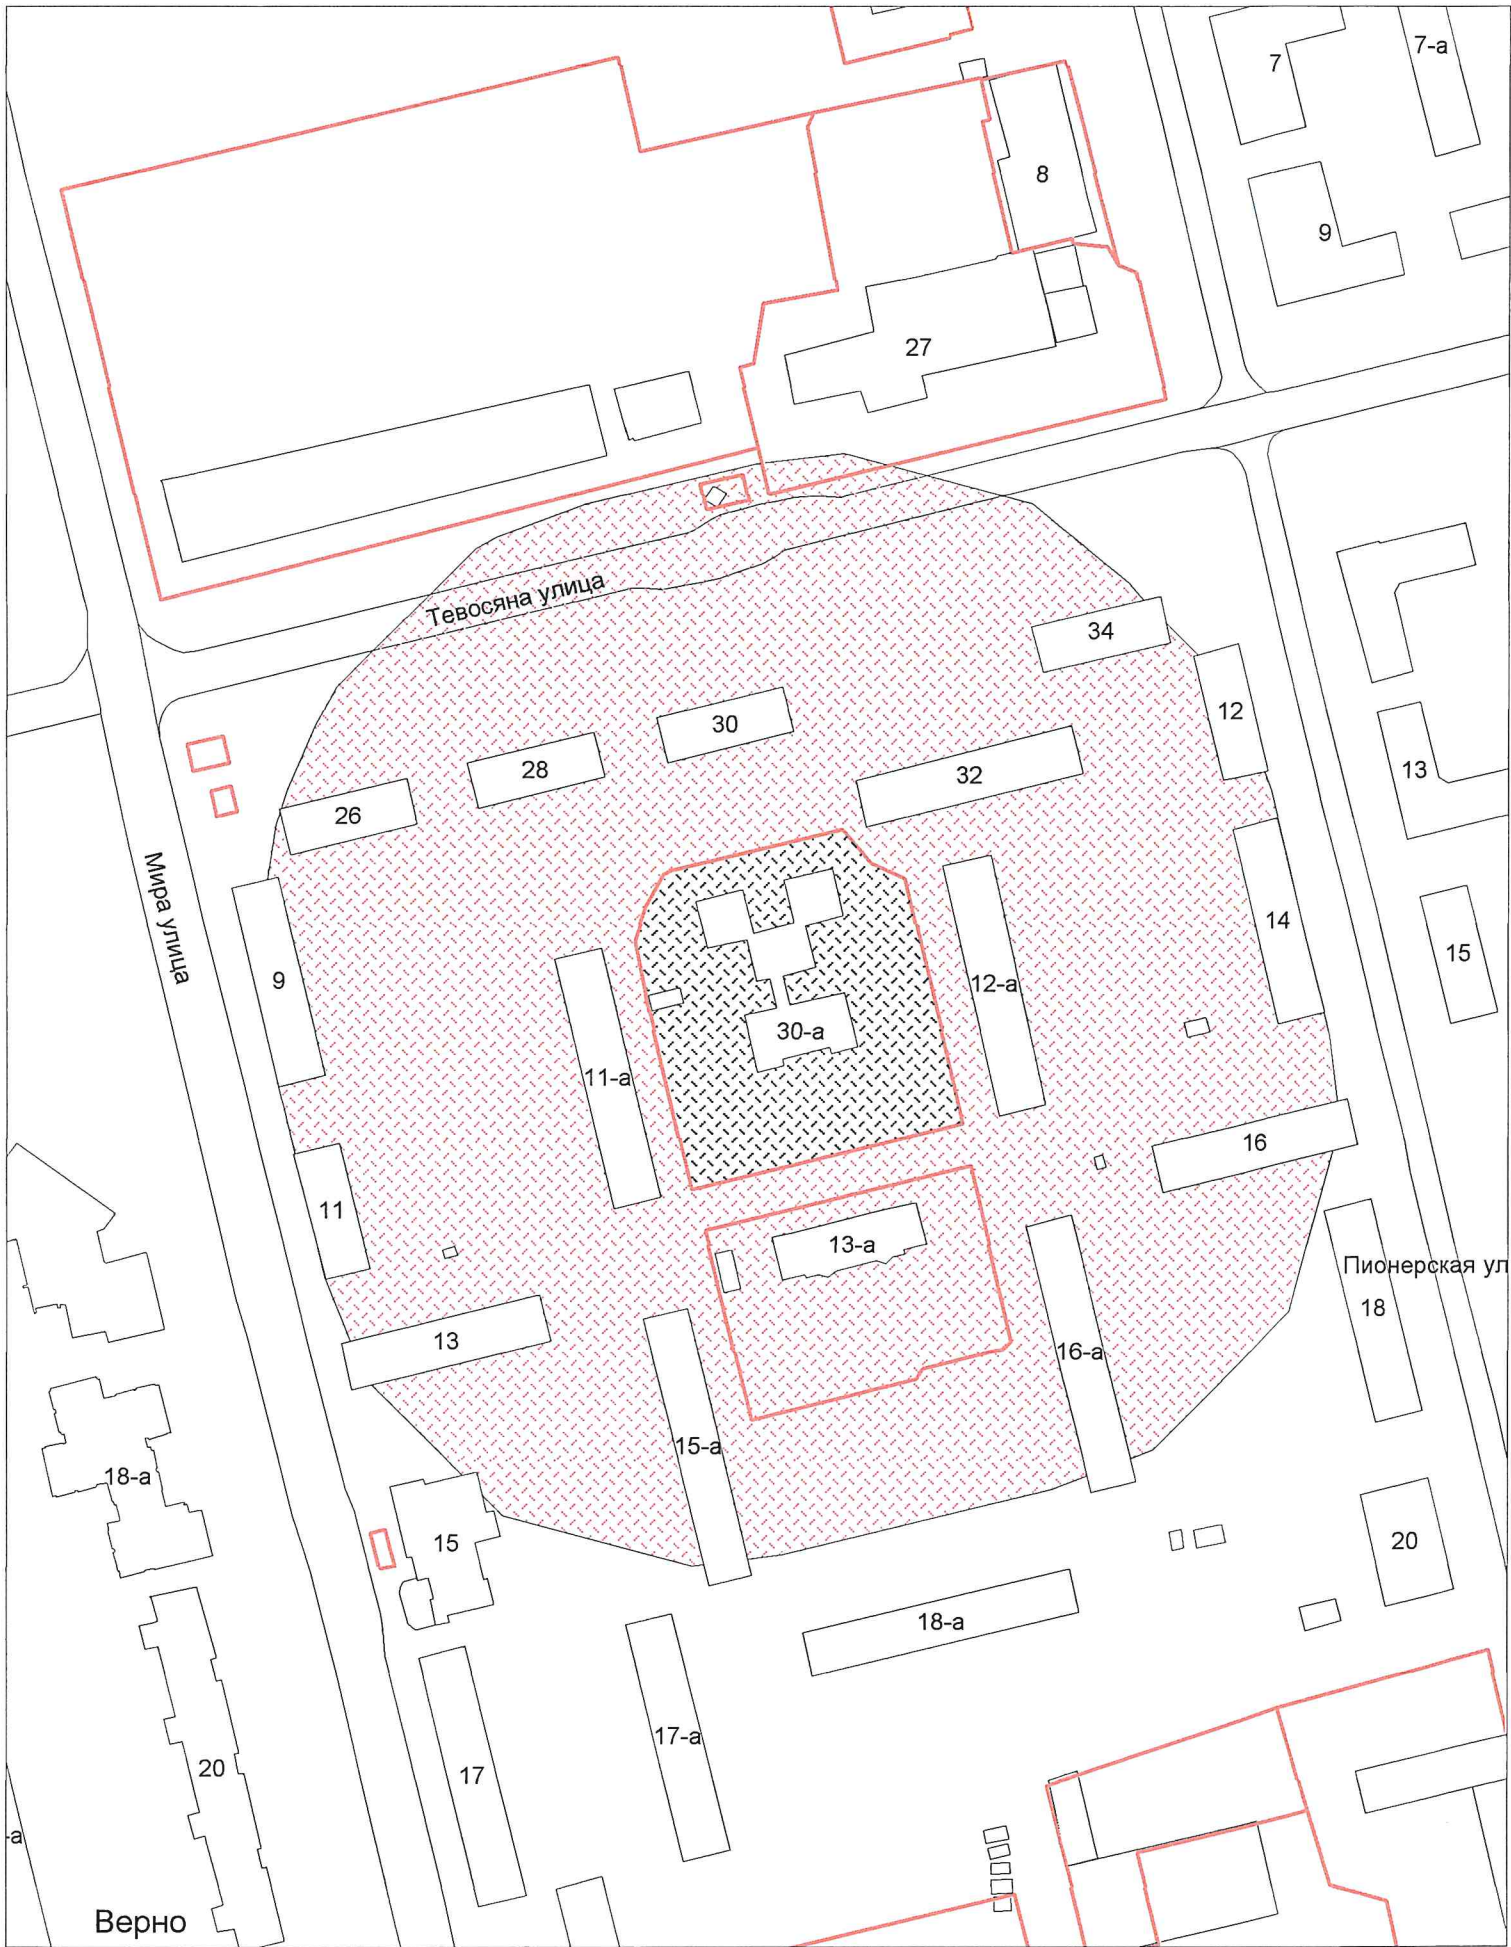 7
7-а
8
9
27
Тевосяна улица
34
30
12
28
32
13
26
Мира улица
14
9
12-а
15
30-а
11-а
16
11
13-а
Пионерская ул
18
13
16-а
15-а
18-а
15
20
18-а
17-а
20
17
-а
Верно